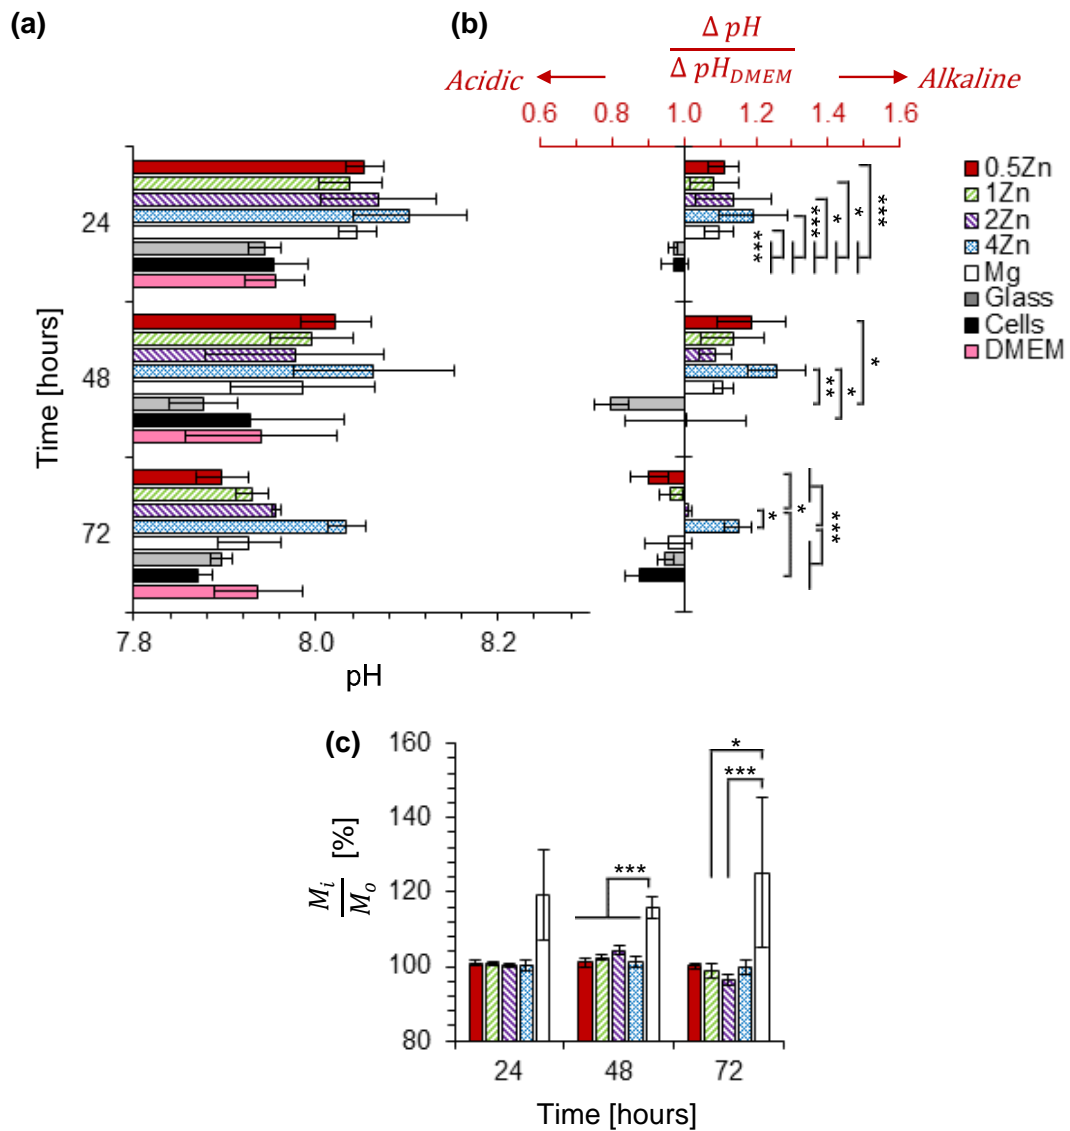 (a)
(b)
Δ pH
Δ pH_DMEM
Acidic
Alkaline
0.6 0.8 1.0 1.2 1.4 1.6
0.5Zn
1Zn
2Zn
4Zn
Mg
Glass
Cells
DMEM
Time [hours]
24
48
72
***
***
*
*
***
**
*
*
*
*
***
7.8 8.0 8.2
pH
(c)
M_i
M_o
[%]
160
140
120
100
80
***
*
***
24 48 72
Time [hours]